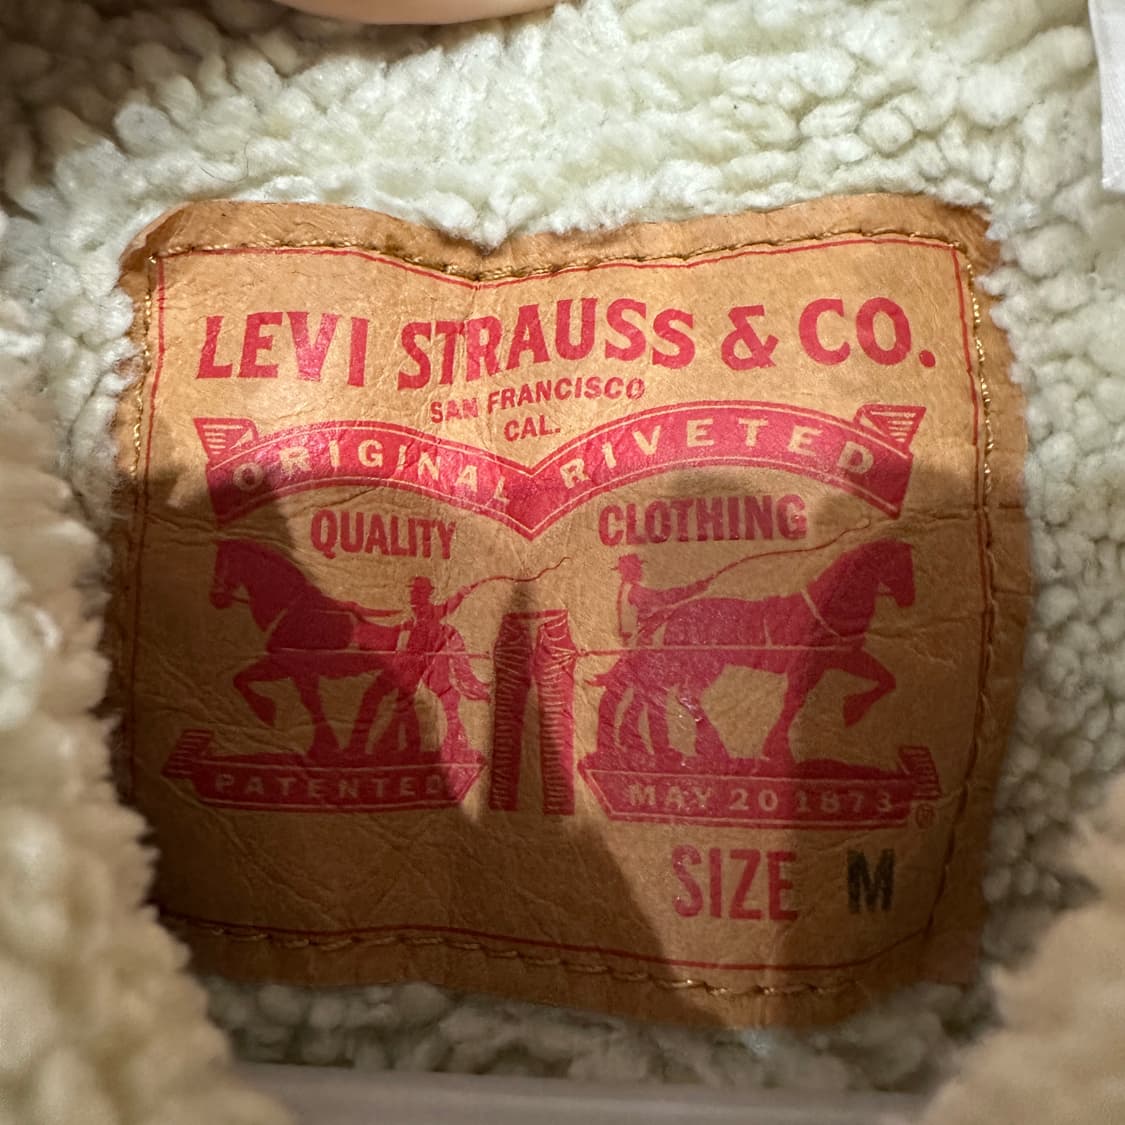 LEVI STRAUSS & CO.
SAN FRANCISCO
CAL.
ORIGINAL RIVETED
QUALITY CLOTHING
PATENTED MAY 20 1873 ®
SIZE M